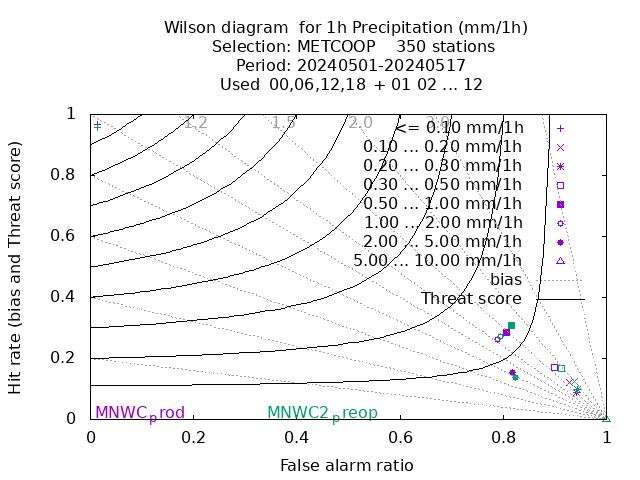 Wilson diagram  for 1h Precipitation (mm/1h)
Selection: METCOOP    350 stations
Period: 20240501-20240517
Used  00,06,12,18  + 01 02 ... 12
Hit rate (bias and Threat score)
1
0.8
0.6
0.4
0.2
0
1.2
1.5
2.0
3.0
<= 0.10 mm/1h
0.10 ... 0.20 mm/1h
0.20 ... 0.30 mm/1h
0.30 ... 0.50 mm/1h
0.50 ... 1.00 mm/1h
1.00 ... 2.00 mm/1h
2.00 ... 5.00 mm/1h
5.00 ... 10.00 mm/1h
bias
Threat score
MNWCprod
MNWC2preop
0 0.2 0.4 0.6 0.8 1
False alarm ratio